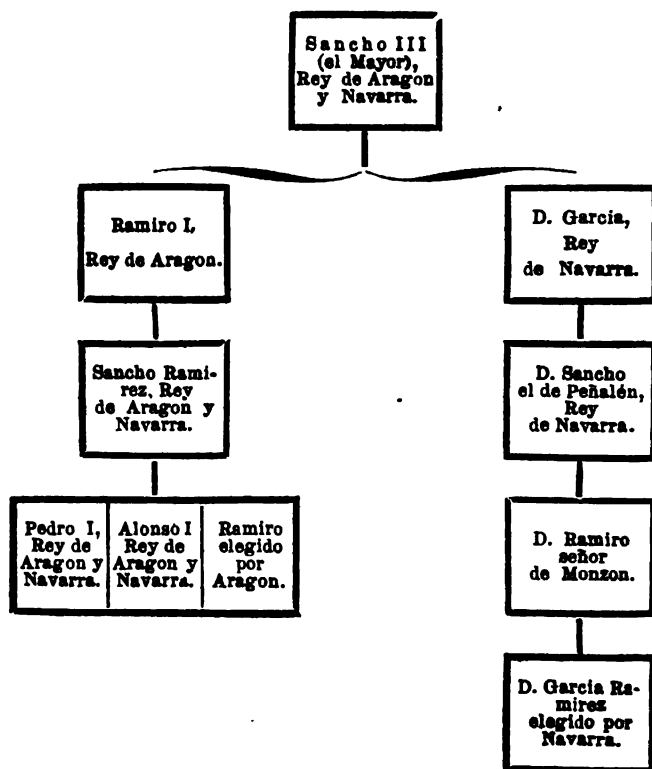 Sancho III
(el Mayor),
Rey de Aragon
y Navarra.
Ramiro I,
Rey de Aragon.
D. Garcia,
Rey
de Navarra.
Sancho Rami-
rez, Rey
de Aragon y
Navarra.
D. Sancho
el de Peñalén,
Rey
de Navarra.
Pedro I,
Rey de
Aragon y
Navarra.
Alonso I
Rey de
Aragon y
Navarra.
Ramiro
elegido
por
Aragon.
D. Ramiro
señor
de Monzon.
D. Garcia Ra-
mirez
elegido por
Navarra.